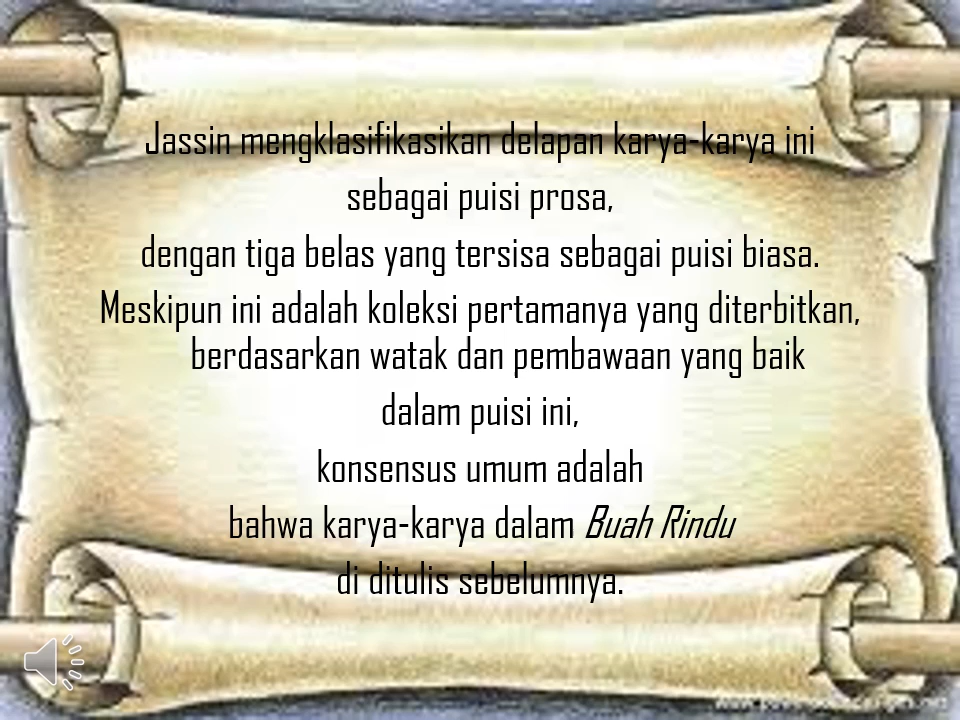 Jassin mengklasifikasikan delapan karya-karya ini
sebagai puisi prosa,
dengan tiga belas yang tersisa sebagai puisi biasa.
Meskipun ini adalah koleksi pertamanya yang diterbitkan,
berdasarkan watak dan pembawaan yang baik
dalam puisi ini,
konsensus umum adalah
bahwa karya-karya dalam Buah Rindu
di ditulis sebelumnya.